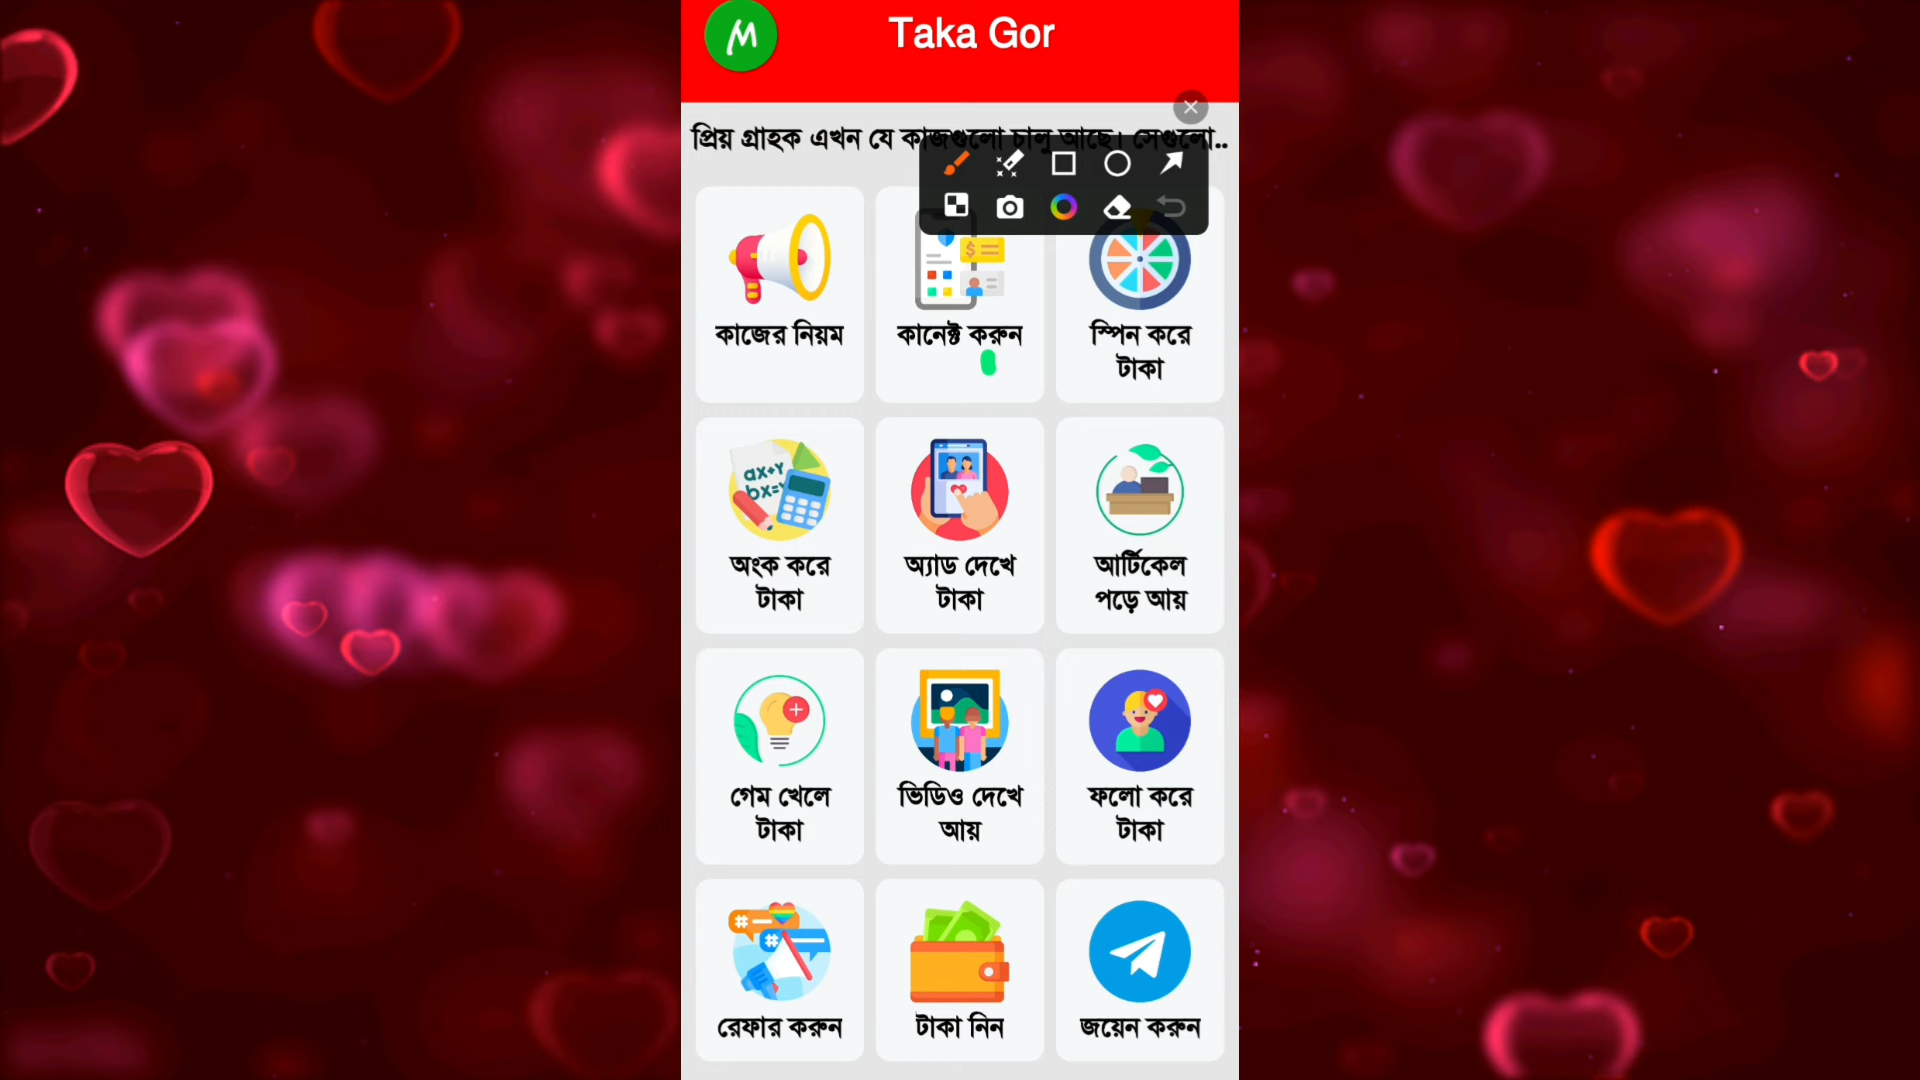 Taka Gor
প্রিয় গ্রাহক এখন যে কাজগুলো চালু আছে। সেগুলো..
কাজের নিয়ম
কানেক্ট করুন
স্পিন করে
টাকা
ax+y
bx=y
অংক করে
টাকা
অ্যাড দেখে
টাকা
আর্টিকেল
পড়ে আয়
গেম খেলে
টাকা
ভিডিও দেখে
আয়
ফলো করে
টাকা
রেফার করুন
টাকা নিন
জয়েন করুন